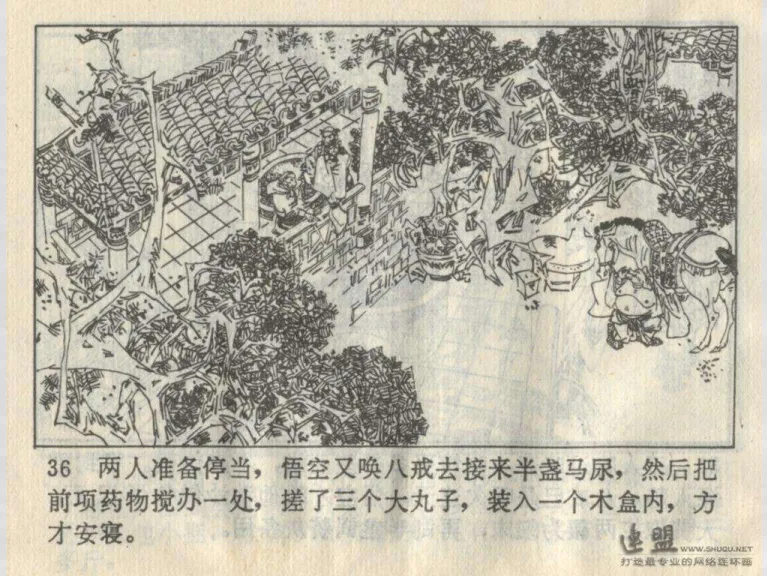 36 两人准备停当，悟空又唤八戒去接来半盏马尿，然后把
前项药物搅办一处，搓了三个大丸子，装入一个木盒内，方
才安寝。
连盟 WWW.SHUQU.NET
打造最专业的网络连环画